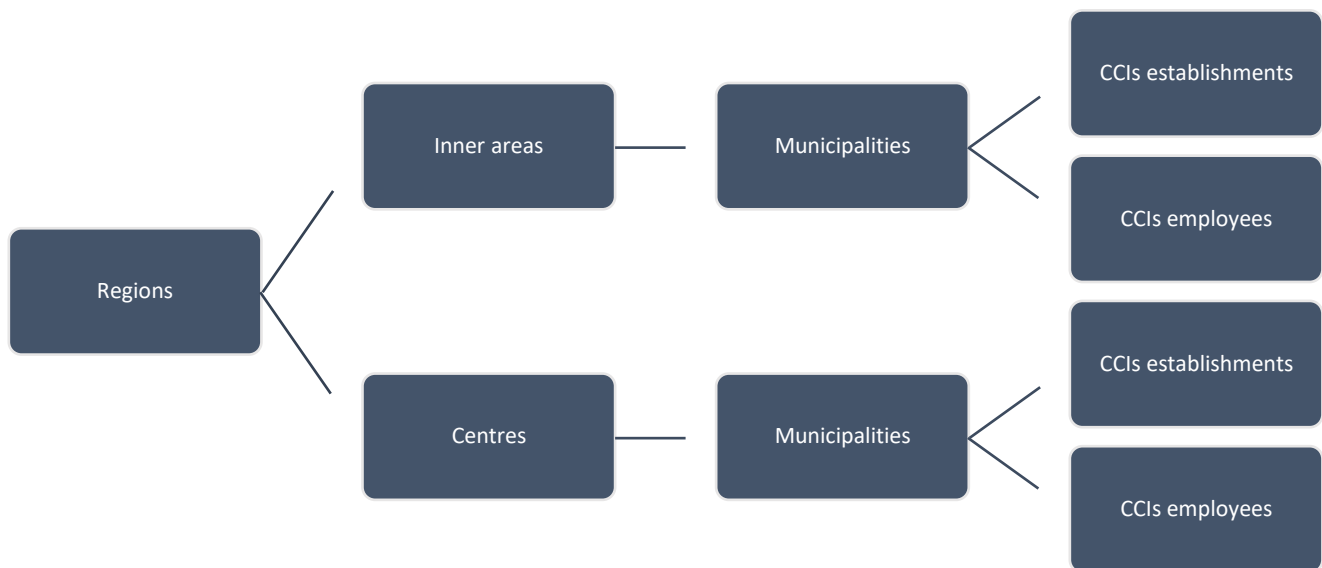 Regions
Inner areas
Municipalities
CCIs establishments
CCIs employees
Centres
Municipalities
CCIs establishments
CCIs employees